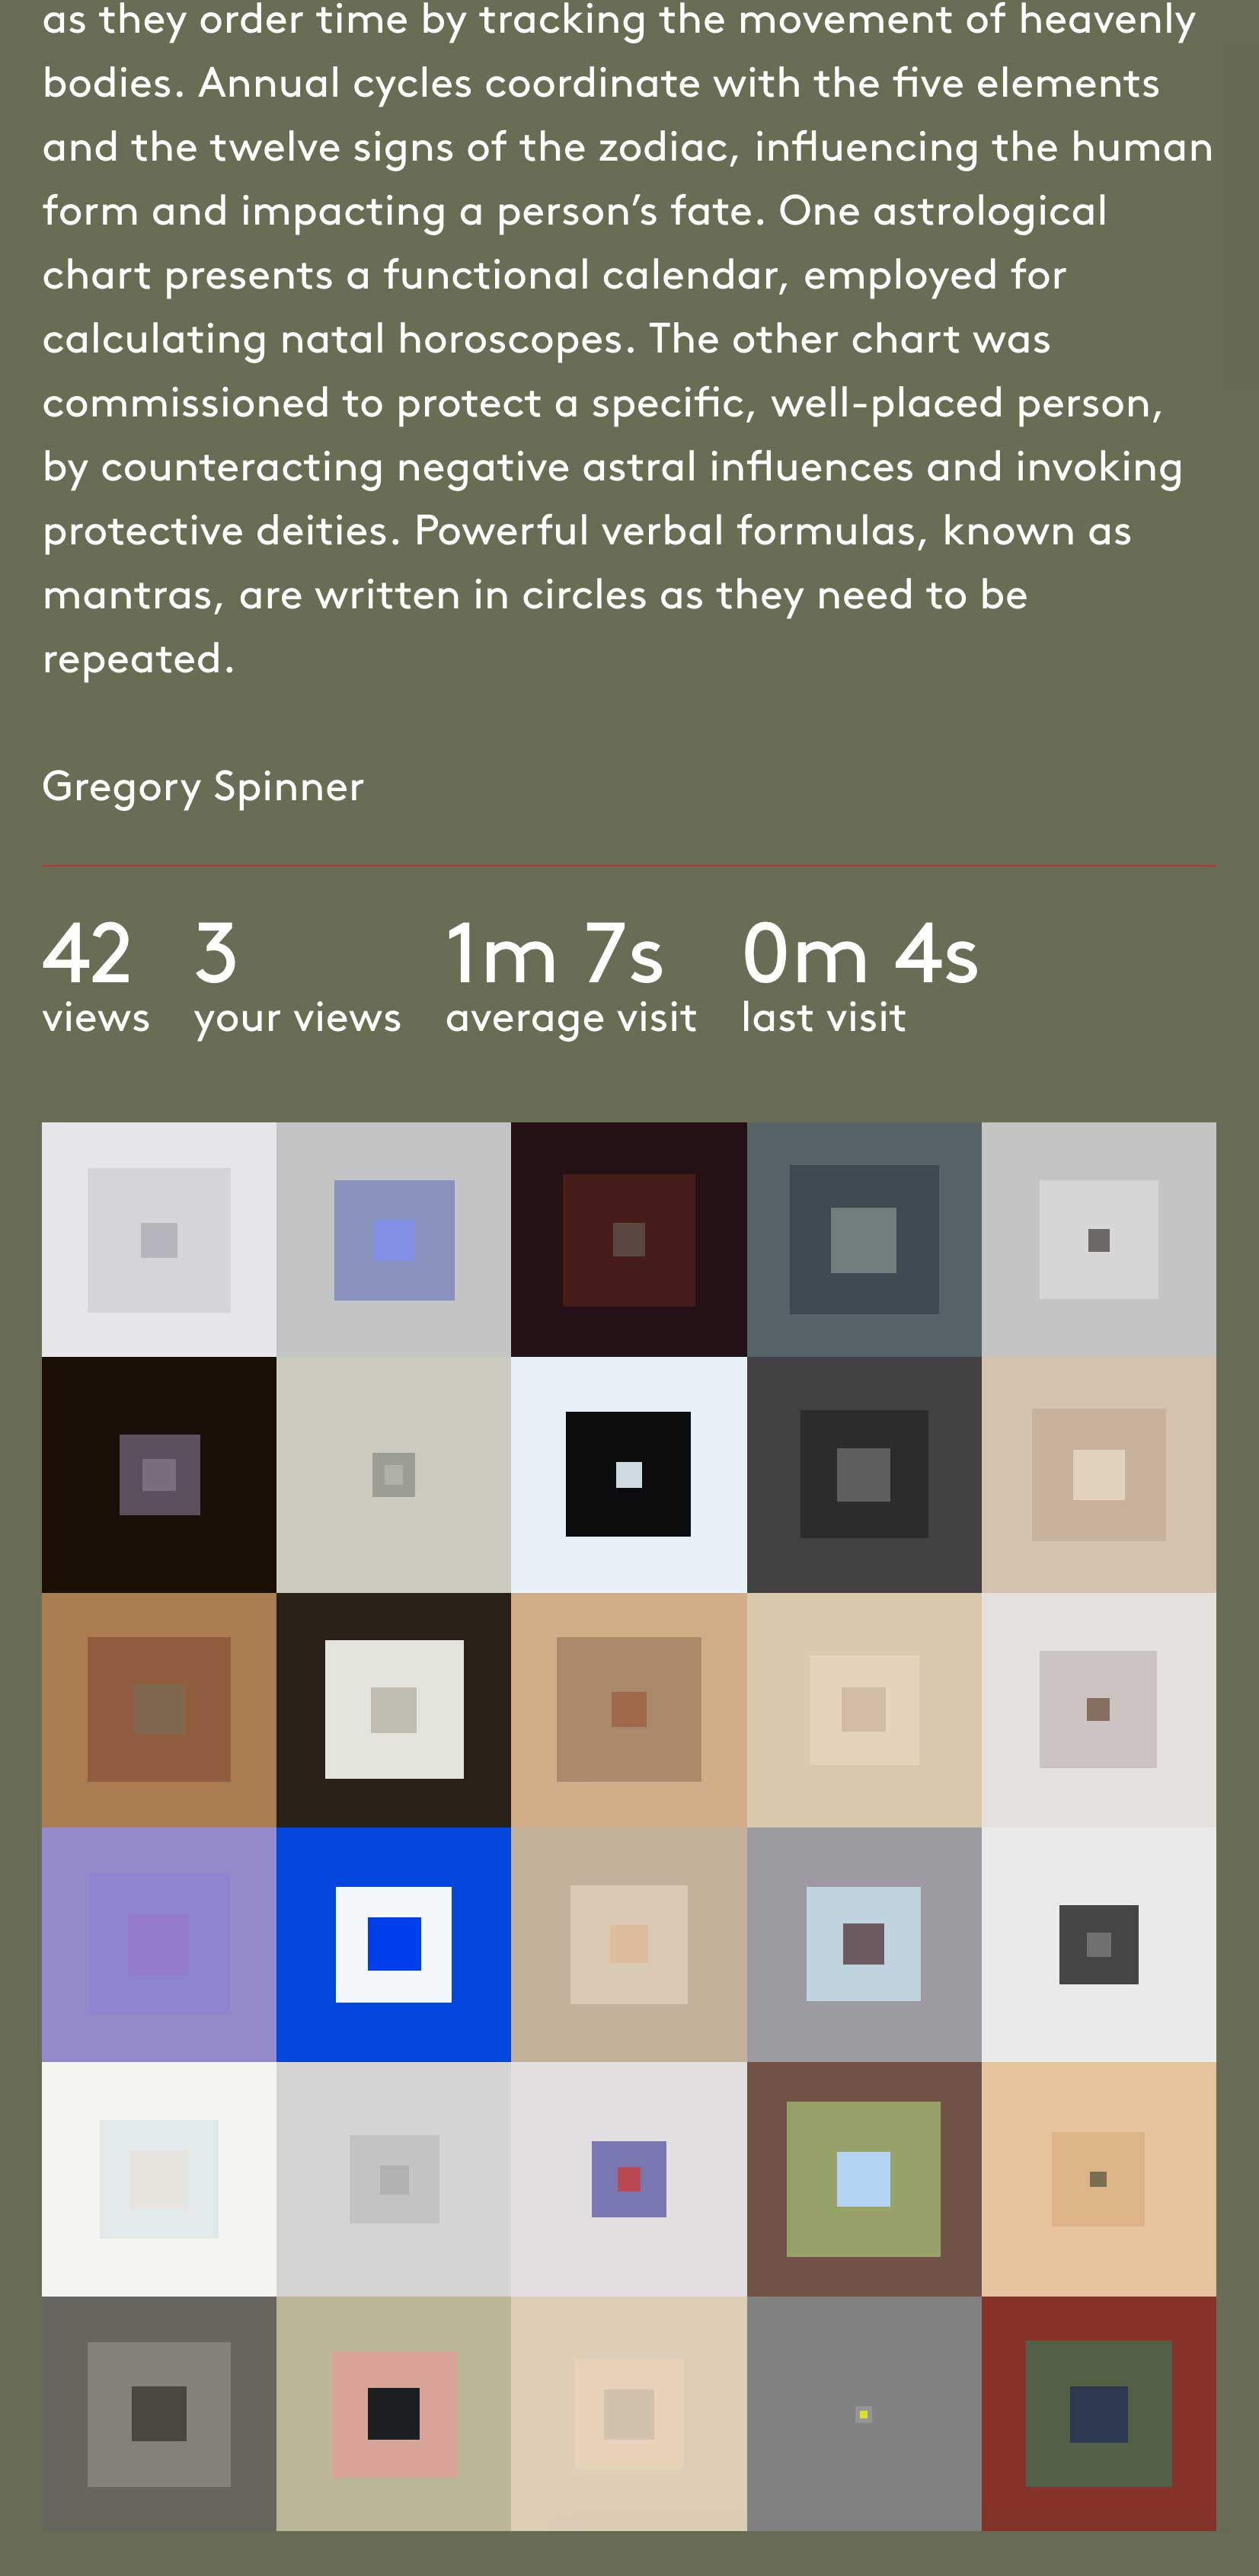 as they order time by tracking the movement of heavenly
bodies. Annual cycles coordinate with the five elements
and the twelve signs of the zodiac, influencing the human
form and impacting a person’s fate. One astrological
chart presents a functional calendar, employed for
calculating natal horoscopes. The other chart was
commissioned to protect a specific, well-placed person,
by counteracting negative astral influences and invoking
protective deities. Powerful verbal formulas, known as
mantras, are written in circles as they need to be
repeated.
Gregory Spinner
42 3 1m 7s 0m 4s
views your views average visit last visit